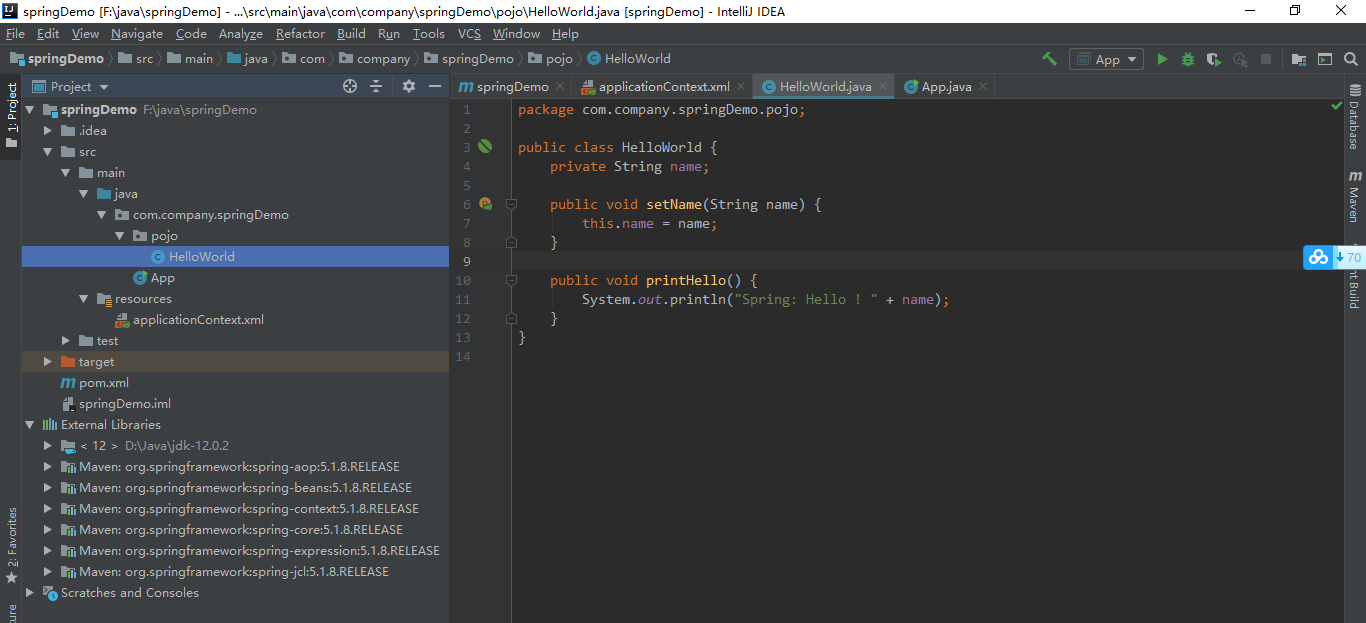 springDemo [F:\java\springDemo] - ...\src\main\java\com\company\springDemo\pojo\HelloWorld.java [springDemo] - IntelliJ IDEA
File Edit View Navigate Code Analyze Refactor Build Run Tools VCS Window Help
springDemo src main java com company springDemo pojo HelloWorld App
Project
springDemo applicationContext.xml HelloWorld.java App.java
1: Project
springDemo F:\java\springDemo
.idea
src
main
java
com.company.springDemo
pojo
HelloWorld
App
resources
applicationContext.xml
test
target
pom.xml
springDemo.iml
External Libraries
< 12 > D:\Java\jdk-12.0.2
Maven: org.springframework:spring-aop:5.1.8.RELEASE
Maven: org.springframework:spring-beans:5.1.8.RELEASE
Maven: org.springframework:spring-context:5.1.8.RELEASE
Maven: org.springframework:spring-core:5.1.8.RELEASE
Maven: org.springframework:spring-expression:5.1.8.RELEASE
Maven: org.springframework:spring-jcl:5.1.8.RELEASE
Scratches and Consoles
2: Favorites
ure
1 package com.company.springDemo.pojo;
2
3 public class HelloWorld {
4 private String name;
5
6 public void setName(String name) {
7 this.name = name;
8 }
9
10 public void printHello() {
11 System.out.println("Spring: Hello ! " + name);
12 }
13 }
14
Database
m Maven
70
nt Build